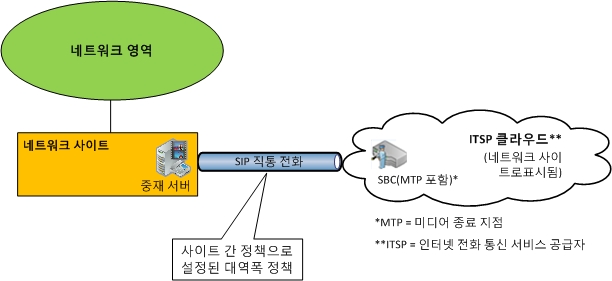 네트워크 영역
네트워크 사이트
중재 서버
SIP 직통 전화
ITSP 클라우드**
(네트워크 사이
트로표시됨)
SBC(MTP 포함)*
사이트 간 정책으로
설정된 대역폭 정책
*MTP = 미디어 종료 지점
**ITSP = 인터넷 전화 통신 서비스 공급자